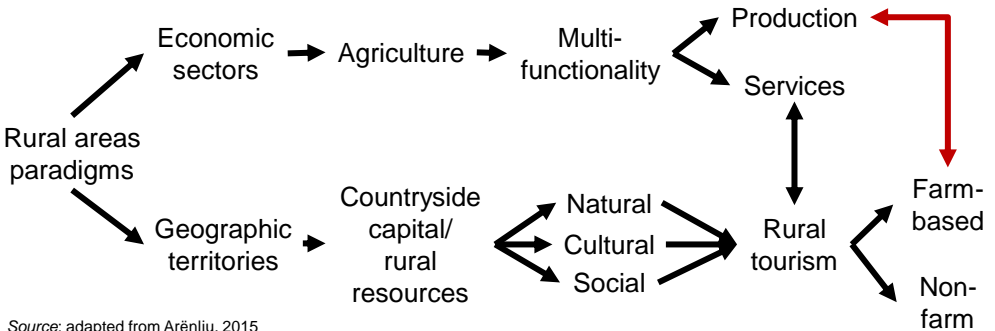 Rural areas
paradigms
Economic
sectors
Agriculture
Multi-
functionality
Production
Services
Geographic
territories
Countryside
capital/
rural
resources
Natural
Cultural
Social
Rural
tourism
Farm-
based
Non-
farm
Source: adapted from Arënliu, 2015